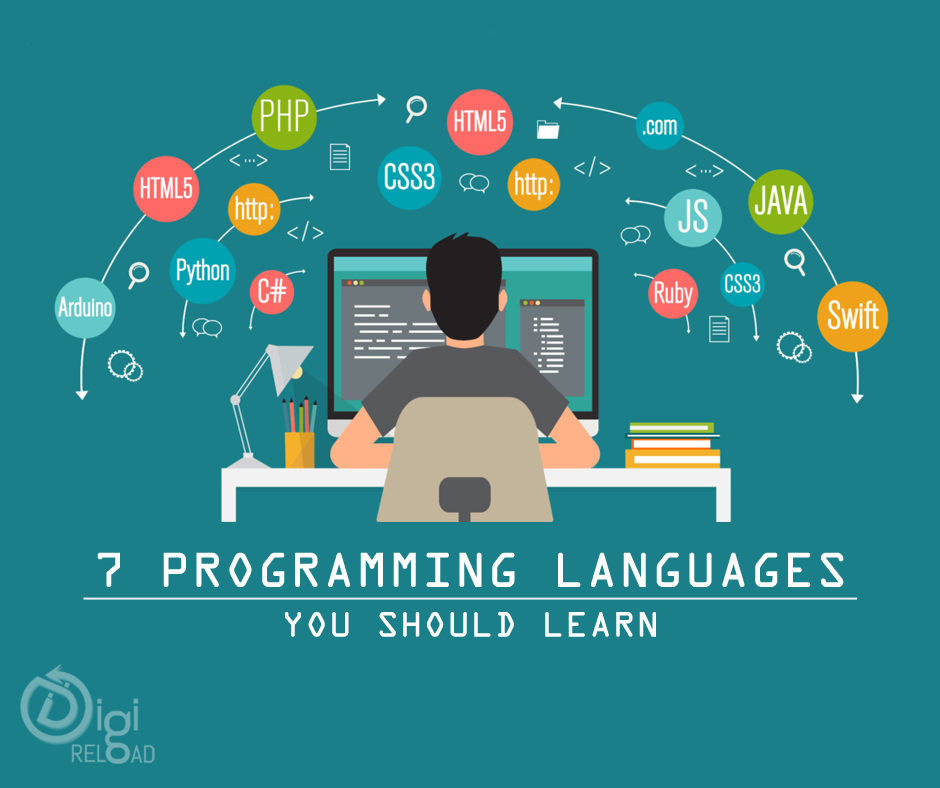 PHP
HTML5
.com
HTML5
CSS3
http:
JAVA
http:
JS
Python
C#
Ruby
CSS3
Arduino
Swift
7 PROGRAMMING LANGUAGES
YOU SHOULD LEARN
Digi
RELOAD